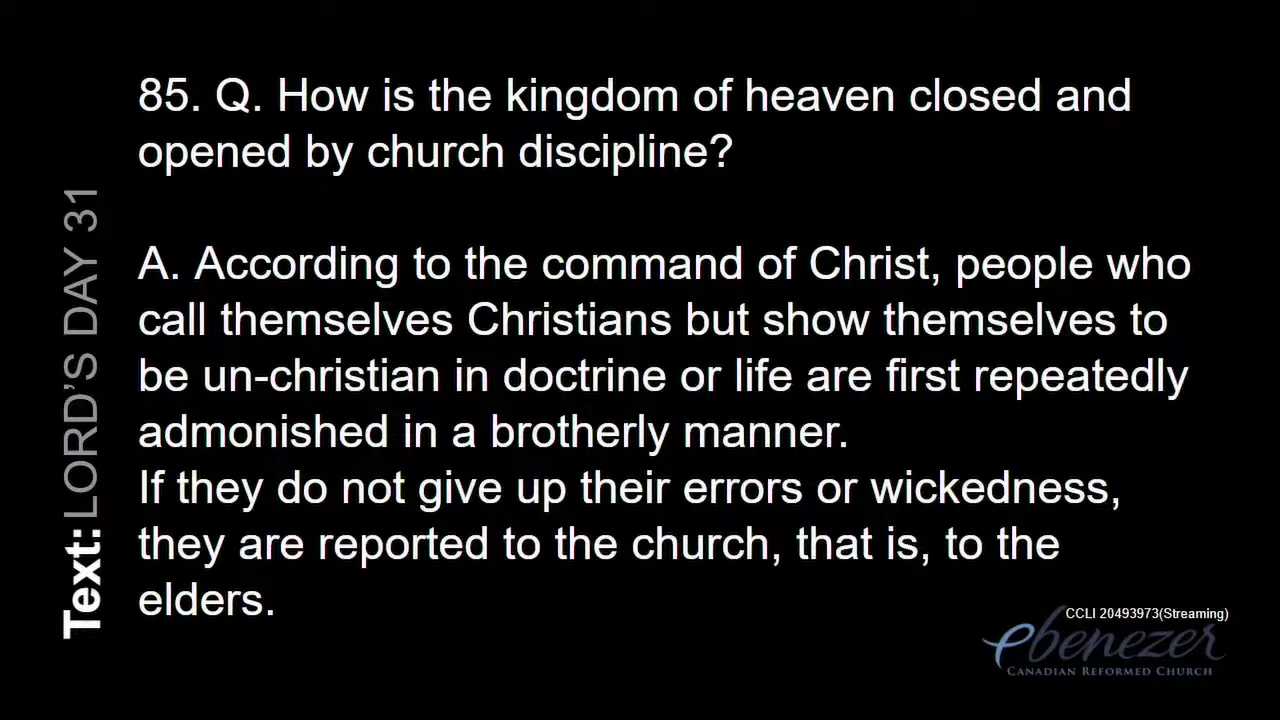 85. Q. How is the kingdom of heaven closed and
opened by church discipline?
A. According to the command of Christ, people who
call themselves Christians but show themselves to
be un-christian in doctrine or life are first repeatedly
admonished in a brotherly manner.
If they do not give up their errors or wickedness,
they are reported to the church, that is, to the
elders.
Text: LORD'S DAY 31
CCLI 20493973(Streaming)
ebenezer
CANADIAN REFORMED CHURCH